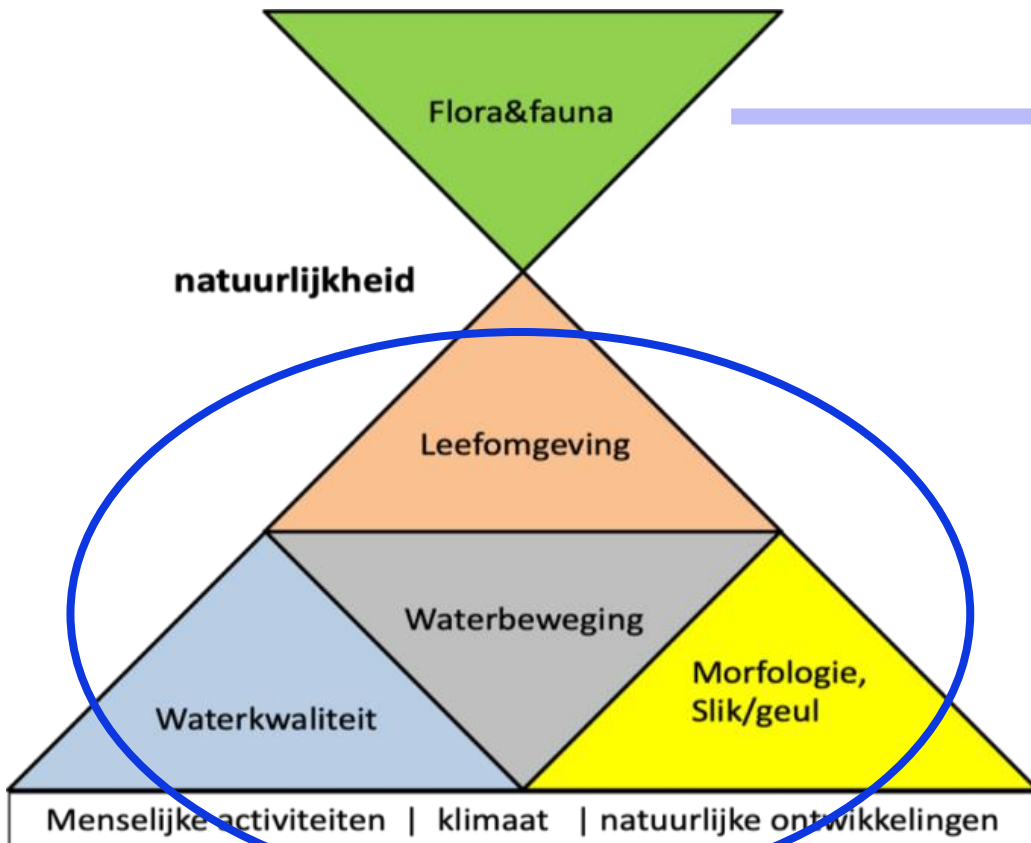 Flora&fauna
natuurlijkheid
Leefomgeving
Waterbeweging
Morfologie,
Slik/geul
Waterkwaliteit
Menselijke activiteiten | klimaat | natuurlijke ontwikkelingen